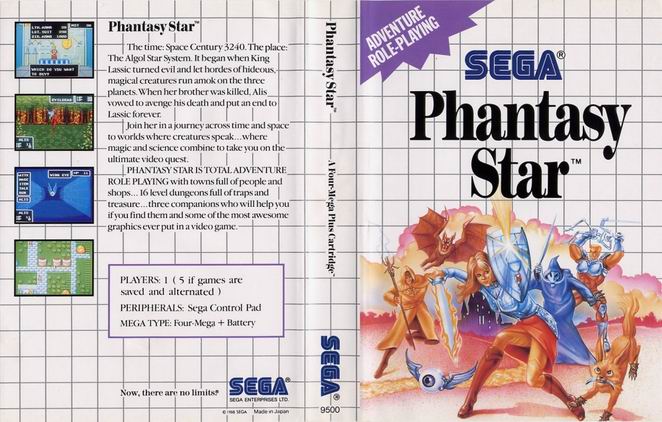 Phantasy Star™
The time: Space Century 3240. The place:
The Algol Star System. It began when King
Lassic turned evil and let hordes of hideous,
magical creatures run amok on the three
planets. When her brother was killed, Alis
vowed to avenge his death and put an end to
Lassic forever.
Join her in a journey across time and space
to worlds where creatures speak...where
magic and science combine to take you on the
ultimate video quest.
PHANTASY STAR IS TOTAL ADVENTURE
ROLE PLAYING with towns full of people and
shops... 16 level dungeons full of traps and
treasure...three companions who will help you
if you find them and some of the most awesome
graphics ever put in a video game.
PLAYERS: 1 ( 5 if games are
saved and alternated )
PERIPHERALS: Sega Control Pad
MEGA TYPE: Four-Mega + Battery
Now, there are no limits!®
SEGA®
SEGA ENTERPRISES LTD.
© 1988 SEGA Made in Japan
Phantasy Star™
A Four-Mega Plus Cartridge™
SEGA®
9500
ADVENTURE
ROLE-PLAYING
SEGA®
Phantasy
Star™